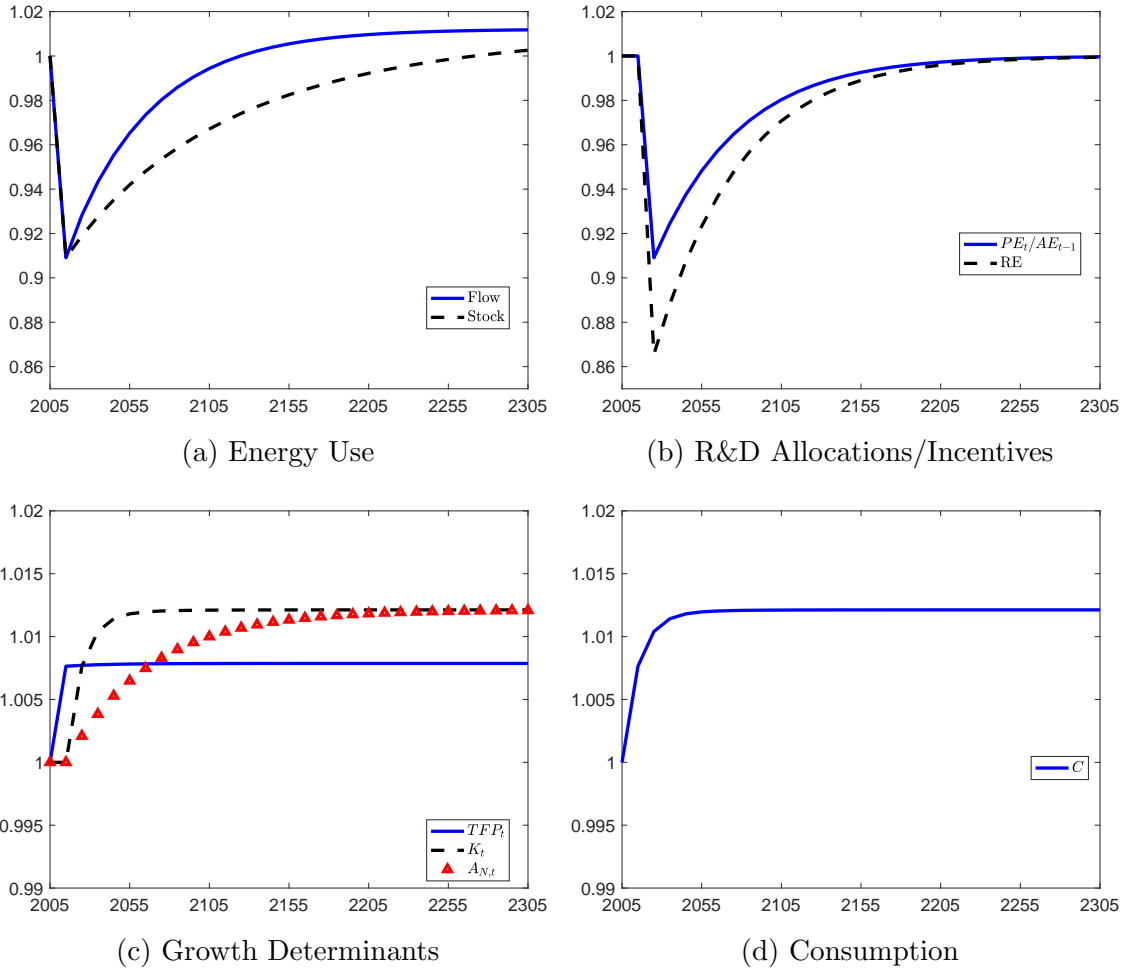 1.02
1
0.98
0.96
0.94
0.92
0.9
0.88
0.86
2005 2055 2105 2155 2205 2255 2305
Flow
Stock
(a) Energy Use
1.02
1
0.98
0.96
0.94
0.92
0.9
0.88
0.86
2005 2055 2105 2155 2205 2255 2305
PE_t/AE_{t−1}
RE
(b) R&D Allocations/Incentives
1.02
1.015
1.01
1.005
1
0.995
0.99
2005 2055 2105 2155 2205 2255 2305
TFP_t
K_t
A_{N,t}
(c) Growth Determinants
1.02
1.015
1.01
1.005
1
0.995
0.99
2005 2055 2105 2155 2205 2255 2305
C
(d) Consumption